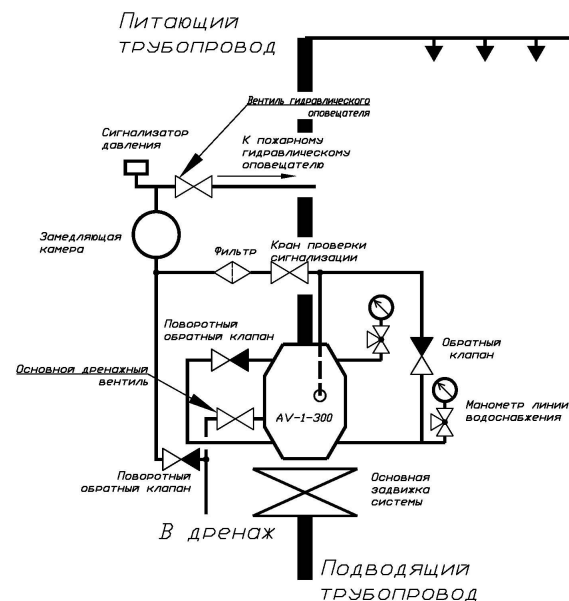 Питающий
ТРУБОПРОВОД
Вентиль гидравлического
оповещателя
Сигнализатор
давления
К пожарному
гидравлическому
оповещателю
Замедляющая
камера
Фильтр
Кран проверки
сигнализации
Поворотный
обратный клапан
Обратный
клапан
Основной дренажный
вентиль
AV-1-300
Манометр линии
водоснабжения
Поворотный
обратный клапан
Основная
задвижка
системы
В дренаж
Подводящий
ТРУБОПРОВОД